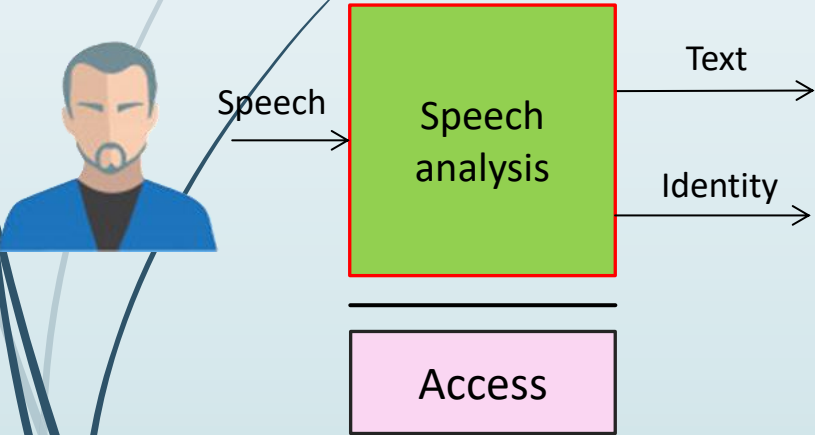 Speech
Speech
analysis
Text
Identity
Access